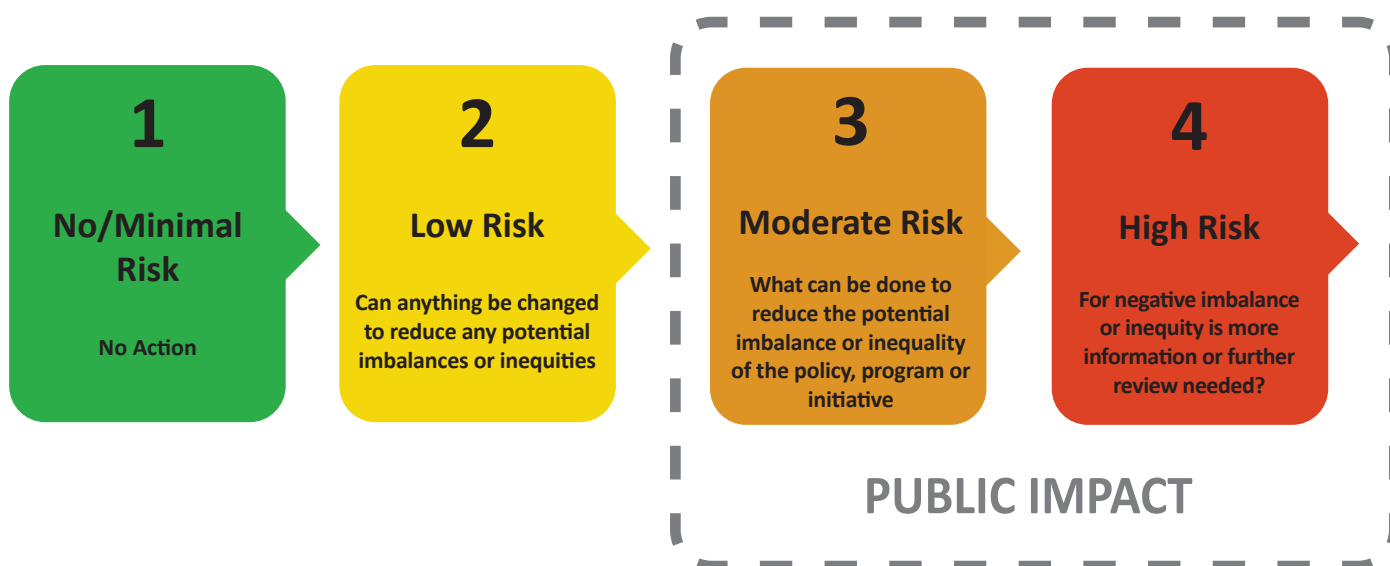 1
No/Minimal
Risk
No Action
2
Low Risk
Can anything be changed
to reduce any potential
imbalances or inequities
3
Moderate Risk
What can be done to
reduce the potential
imbalance or inequality
of the policy, program or
initiative
4
High Risk
For negative imbalance
or inequity is more
information or further
review needed?
PUBLIC IMPACT